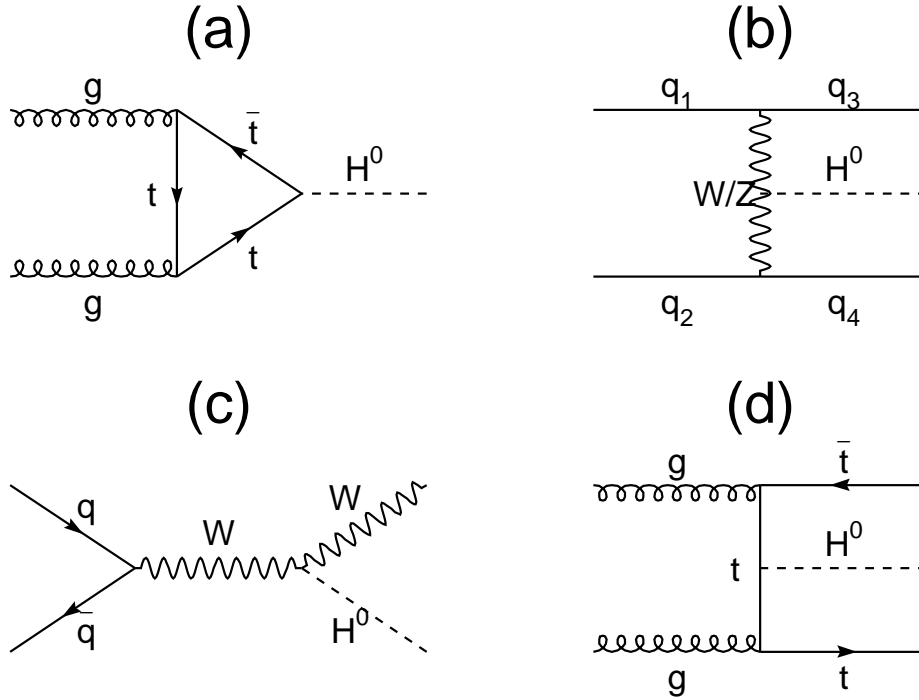 (a)
g
t̄
H⁰
t
t
g
(b)
q₁ q₃
W/Z H⁰
q₂ q₄
(c)
q
W
W
q̄
H⁰
(d)
g t̄
t H⁰
g t